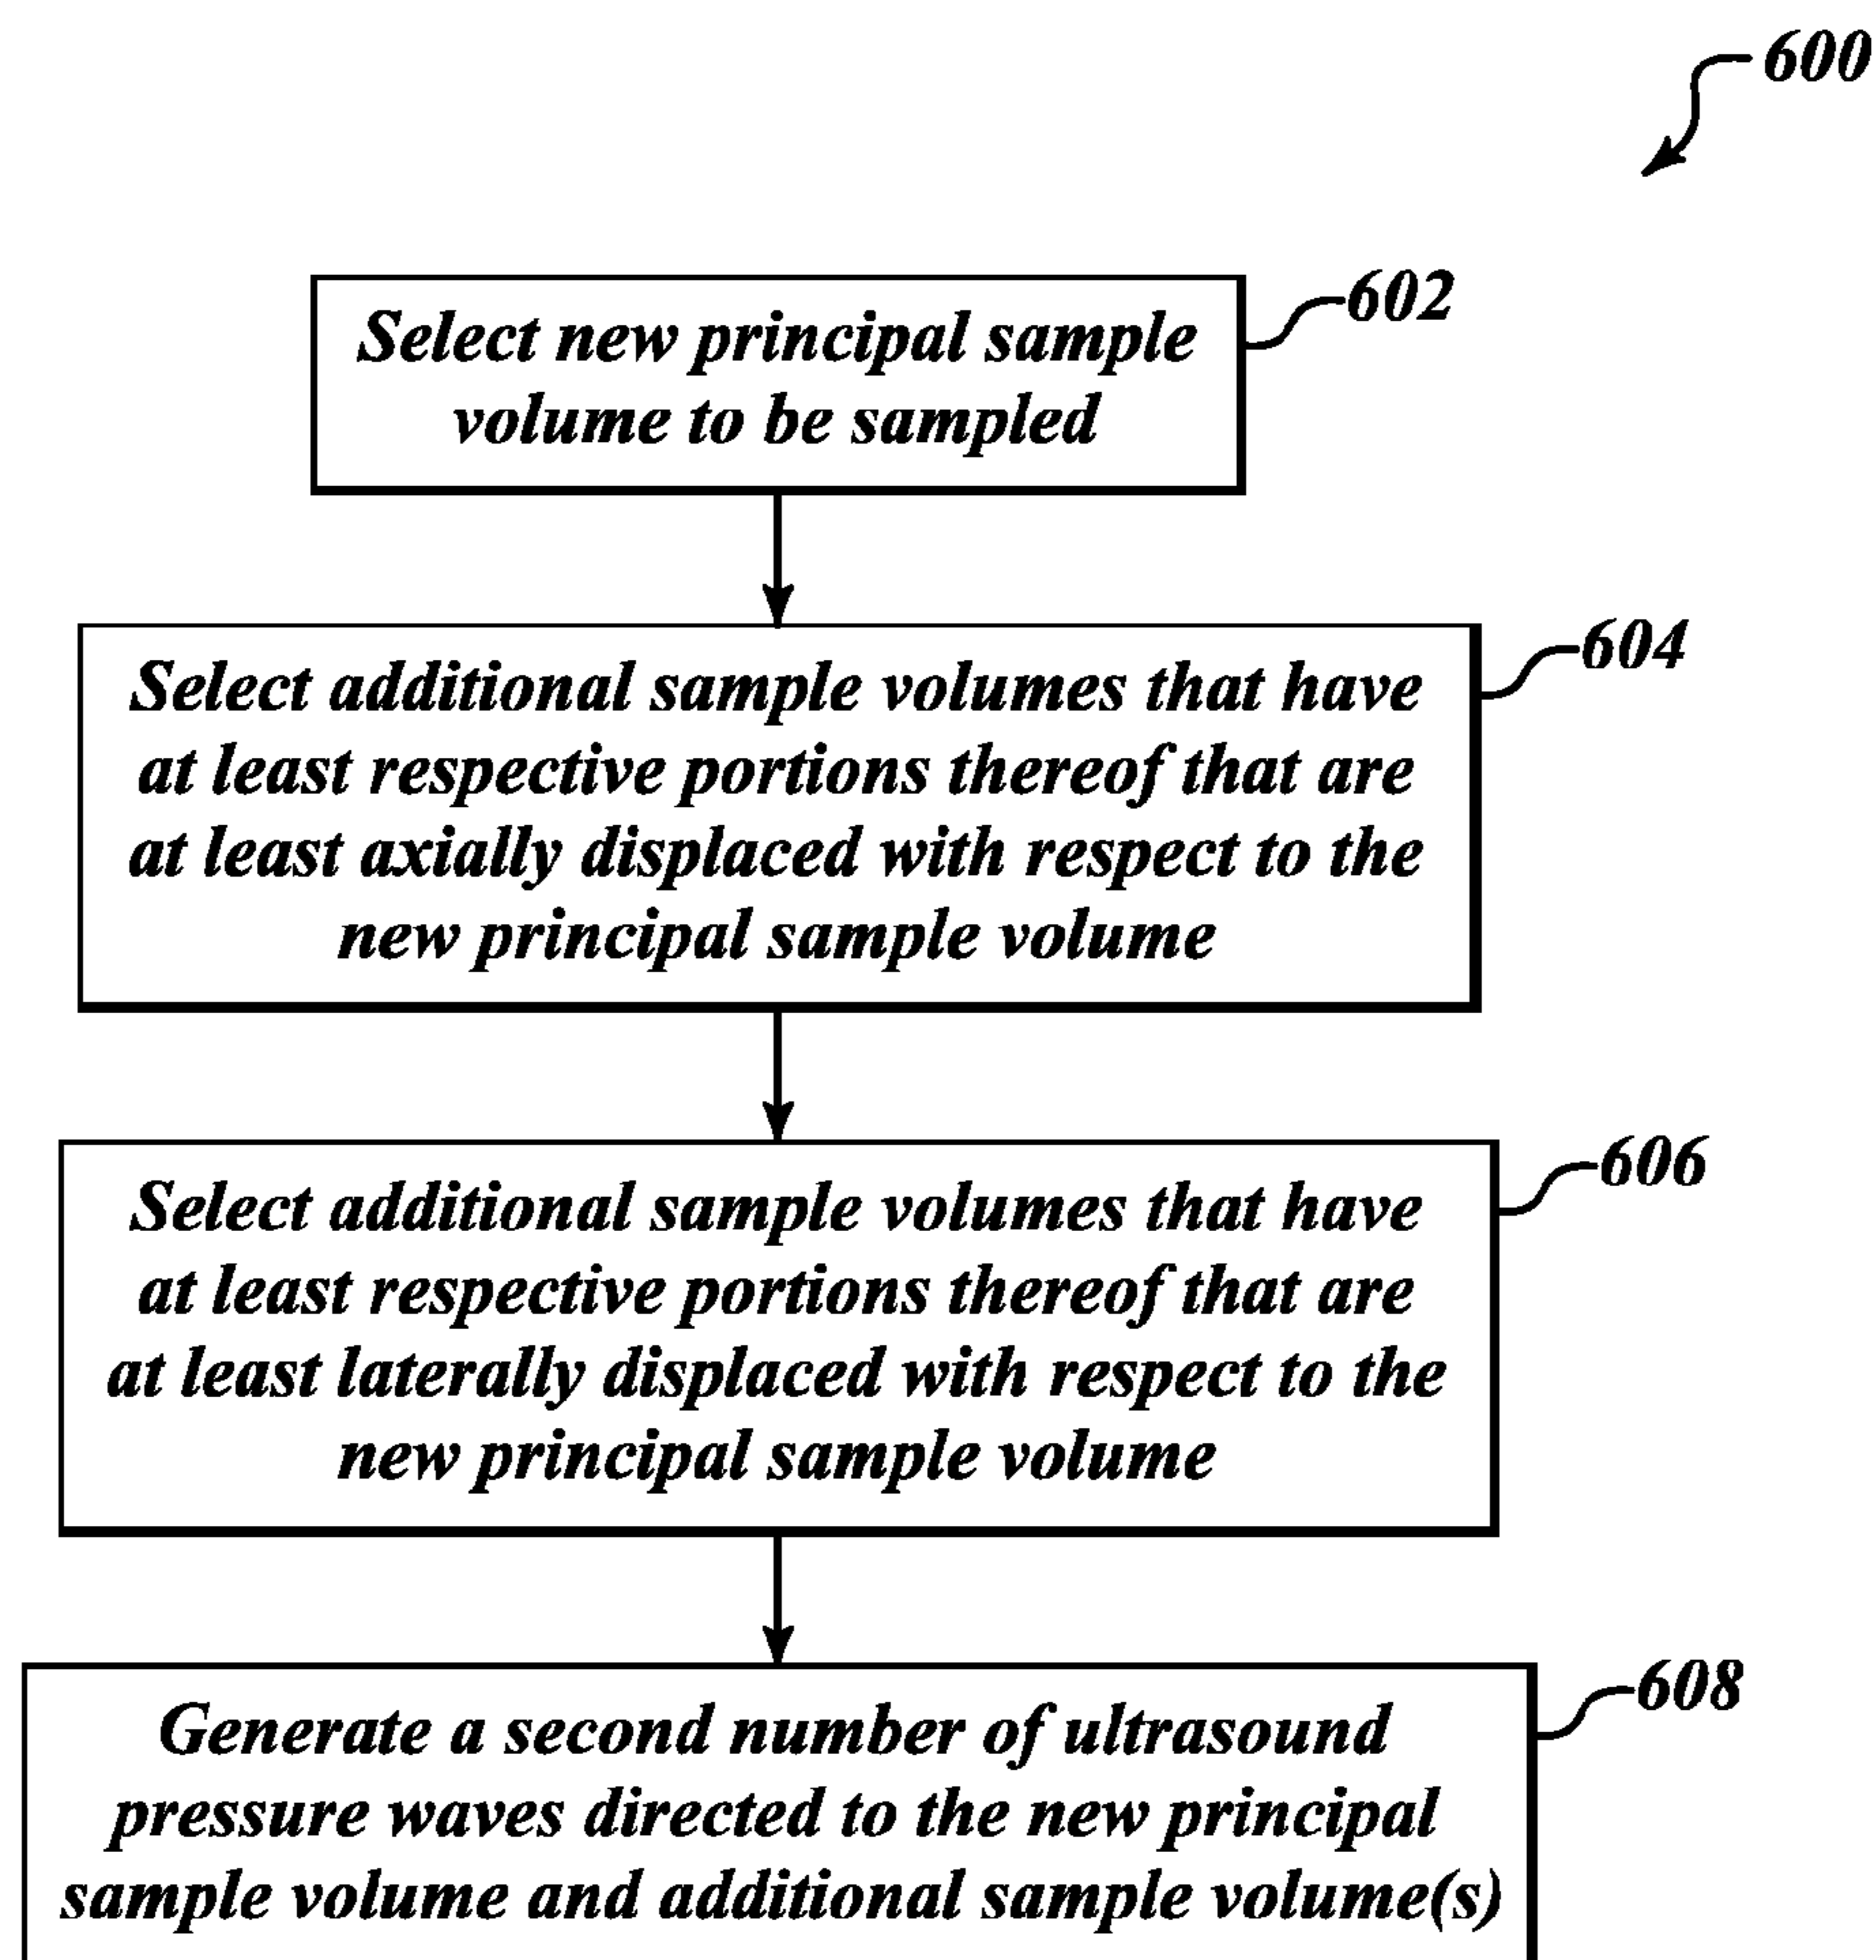 600
602
Select new principal sample
volume to be sampled
604
Select additional sample volumes that have
at least respective portions thereof that are
at least axially displaced with respect to the
new principal sample volume
606
Select additional sample volumes that have
at least respective portions thereof that are
at least laterally displaced with respect to the
new principal sample volume
608
Generate a second number of ultrasound
pressure waves directed to the new principal
sample volume and additional sample volume(s)